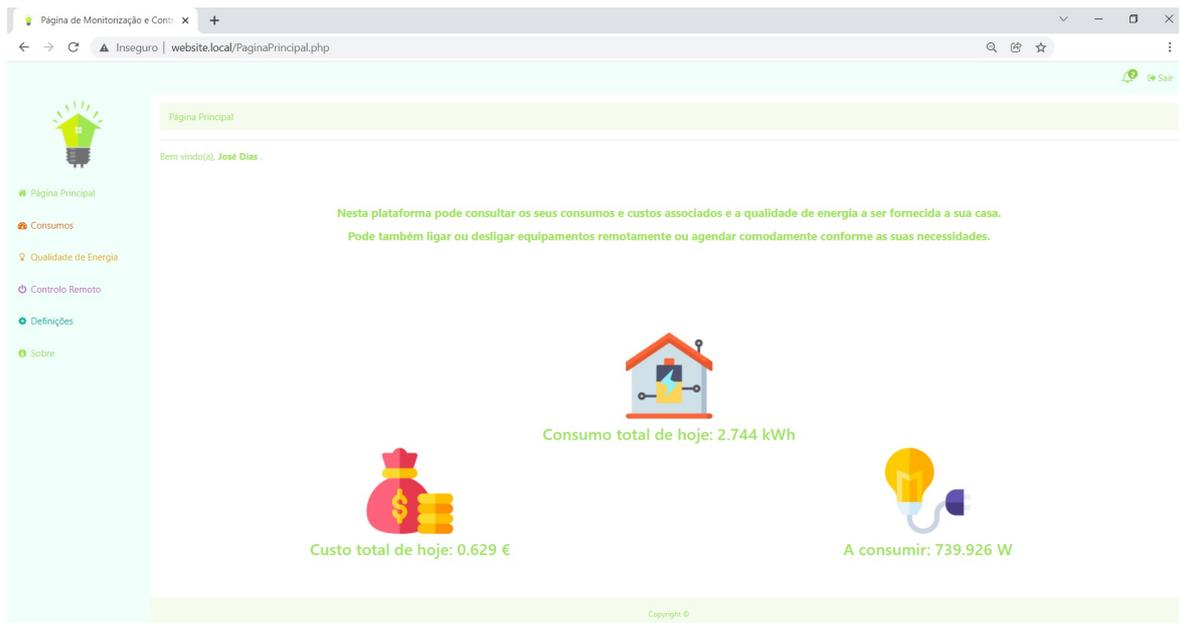 Página de Monitorização e Contr
Inseguro | website.local/PaginaPrincipal.php
2 Sair
Página Principal
Bem vindo(a), José Dias .
Página Principal
Consumos
Qualidade de Energia
Controlo Remoto
Definições
Sobre
Nesta plataforma pode consultar os seus consumos e custos associados e a qualidade de energia a ser fornecida a sua casa.
Pode também ligar ou desligar equipamentos remotamente ou agendar comodamente conforme as suas necessidades.
Consumo total de hoje: 2.744 kWh
$
Custo total de hoje: 0.629 €
A consumir: 739.926 W
Copyright ©